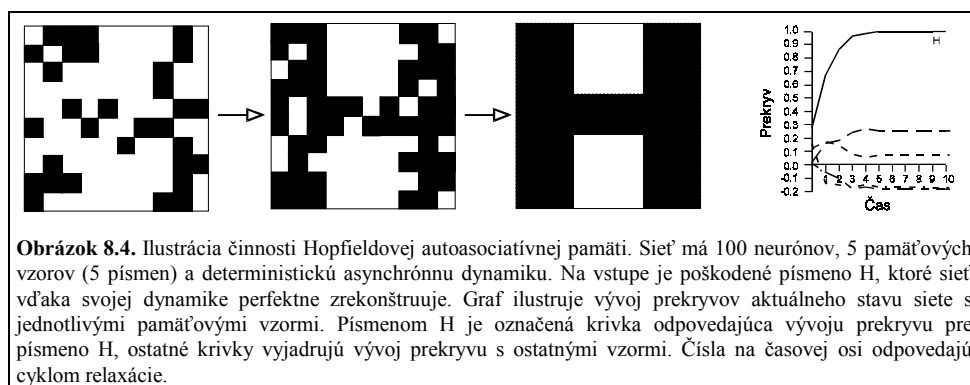 1.0
0.9
H
0.8
0.7
0.6
0.5
0.4
0.3
0.2
0.1
0.0
-0.1
-0.2
1 2 3 4 5 6 7 8 9 10
Prekryv
Čas
Obrázok 8.4. Ilustrácia činnosti Hopfieldovej autoasociatívnej pamäti. Sieť má 100 neurónov, 5 pamäťových
vzorov (5 písmen) a deterministickú asynchrónnu dynamiku. Na vstupe je poškodené písmeno H, ktoré sieť
vďaka svojej dynamike perfektne zrekonštruuje. Graf ilustruje vývoj prekryvov aktuálneho stavu siete s
jednotlivými pamäťovými vzormi. Písmenom H je označená krivka odpovedajúca vývoju prekryvu pre
písmeno H, ostatné krivky vyjadrujú vývoj prekryvu s ostatnými vzormi. Čísla na časovej osi odpovedajú
cyklom relaxácie.